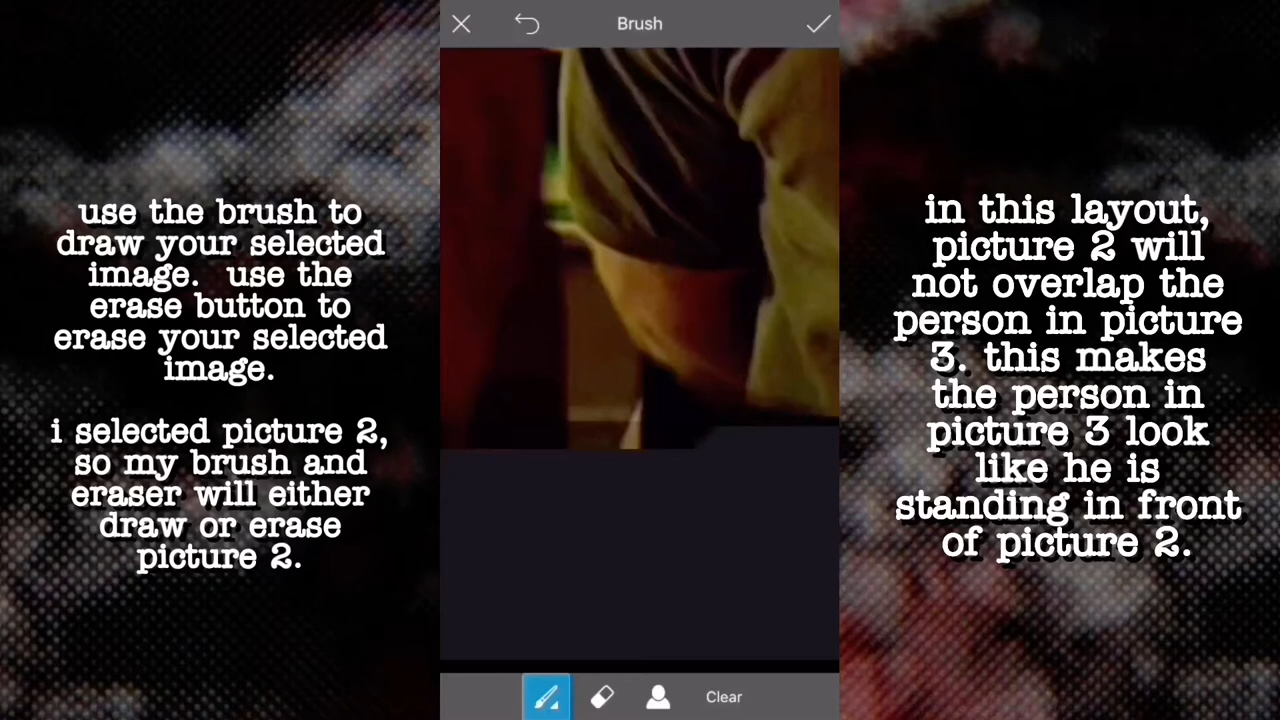 Brush
use the brush to
draw your selected
image.  use the
erase button to
erase your selected
image.
i selected picture 2,
so my brush and
eraser will either
draw or erase
picture 2.
in this layout,
picture 2 will
not overlap the
person in picture
3. this makes
the person in
picture 3 look
like he is
standing in front
of picture 2.
Clear